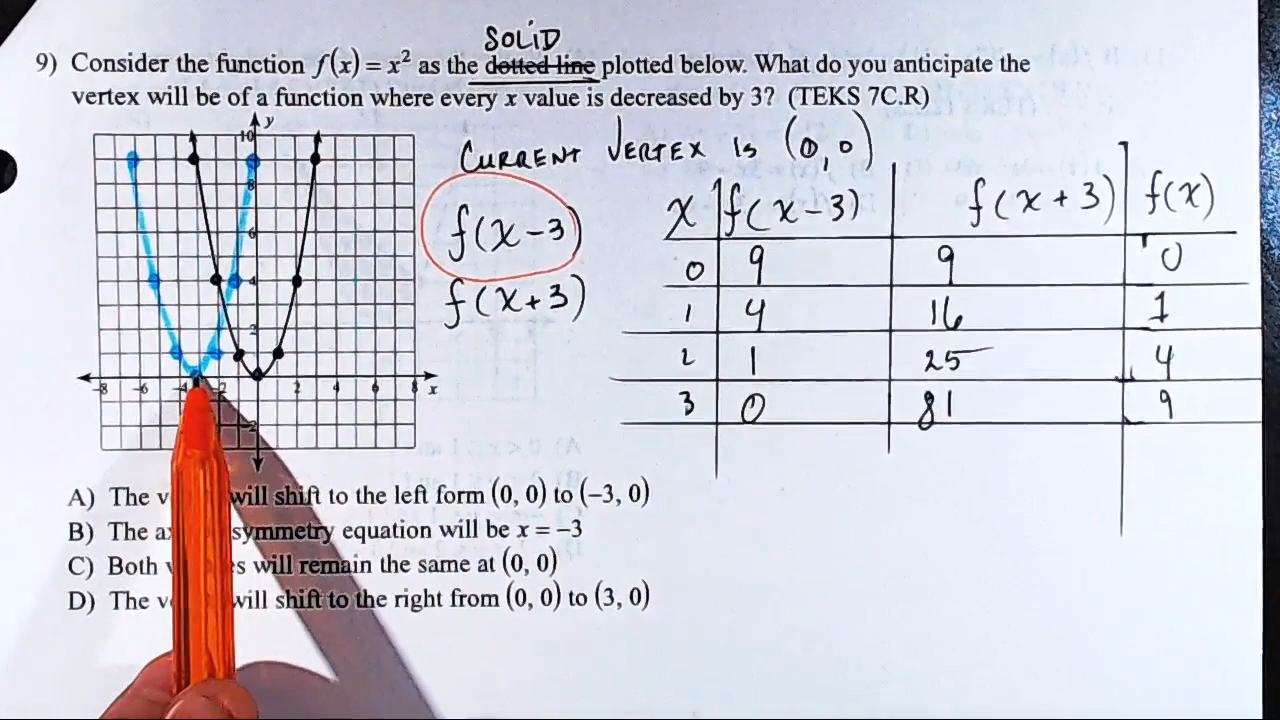 SOLiD
9) Consider the function f(x) = x² as the dotted line plotted below. What do you anticipate the
vertex will be of a function where every x value is decreased by 3? (TEKS 7C.R)
CURRENT VERTEX is (0, 0)
f(x-3)
f(x+3)
10 y
8
6
4
2
-8 -6 -4 -2 2 4 6 8 x
-2
x f(x-3) f(x+3) f(x)
0 9 9 0
1 4 16 1
2 1 25 4
3 0 81 9
A) The will shift to the left form (0, 0) to (−3, 0)
B) The symmetry equation will be x = −3
C) Both will remain the same at (0, 0)
D) The will shift to the right from (0, 0) to (3, 0)